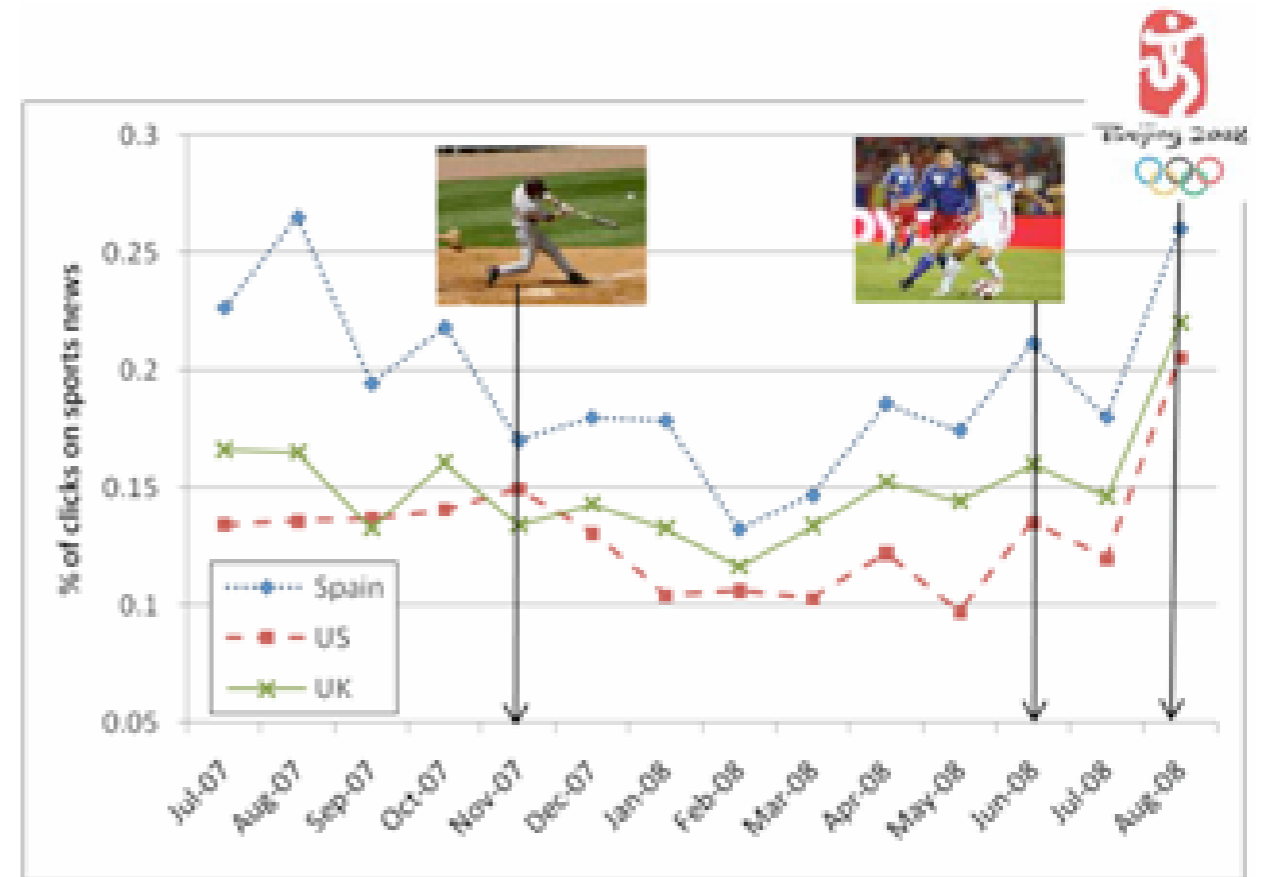 Beijing 2008
0.3
0.25
0.2
0.15
0.1
0.05
% of clicks on sports news
Spain
US
UK
Jul-07
Aug-07
Sep-07
Oct-07
Nov-07
Dec-07
Jan-08
Feb-08
Mar-08
Apr-08
May-08
Jun-08
Jul-08
Aug-08